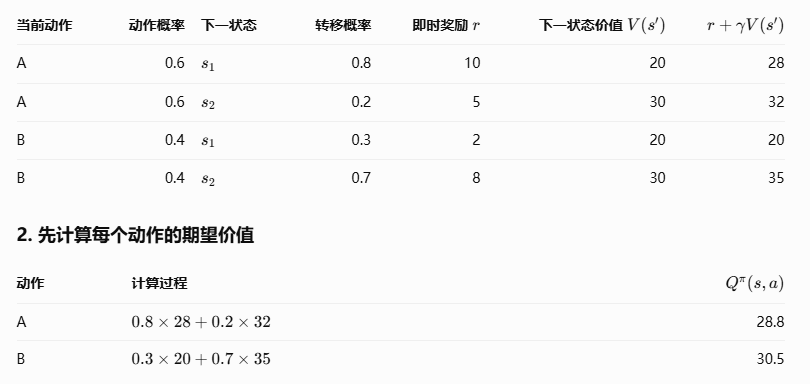 当前动作 动作概率 下一状态 转移概率 即时奖励 r 下一状态价值 V(s′) r + γV(s′)
A 0.6 s₁ 0.8 10 20 28
A 0.6 s₂ 0.2 5 30 32
B 0.4 s₁ 0.3 2 20 20
B 0.4 s₂ 0.7 8 30 35
2. 先计算每个动作的期望价值
动作 计算过程 Q^π(s, a)
A 0.8 × 28 + 0.2 × 32 28.8
B 0.3 × 20 + 0.7 × 35 30.5